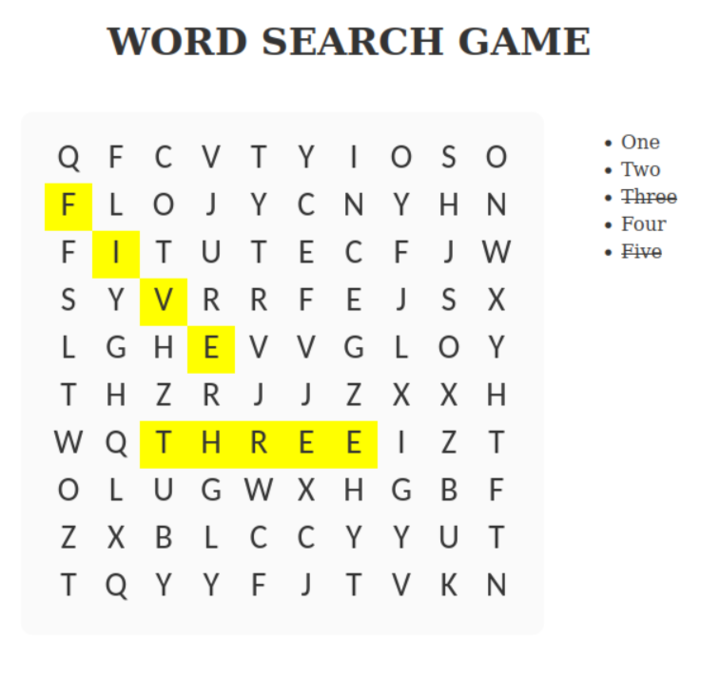 WORD SEARCH GAME
Q F C V T Y I O S O
F L O J Y C N Y H N
F I T U T E C F J W
S Y V R R F E J S X
L G H E V V G L O Y
T H Z R J J Z X X H
W Q T H R E E I Z T
O L U G W X H G B F
Z X B L C C Y Y U T
T Q Y Y F J T V K N
One
Two
Three
Four
Five